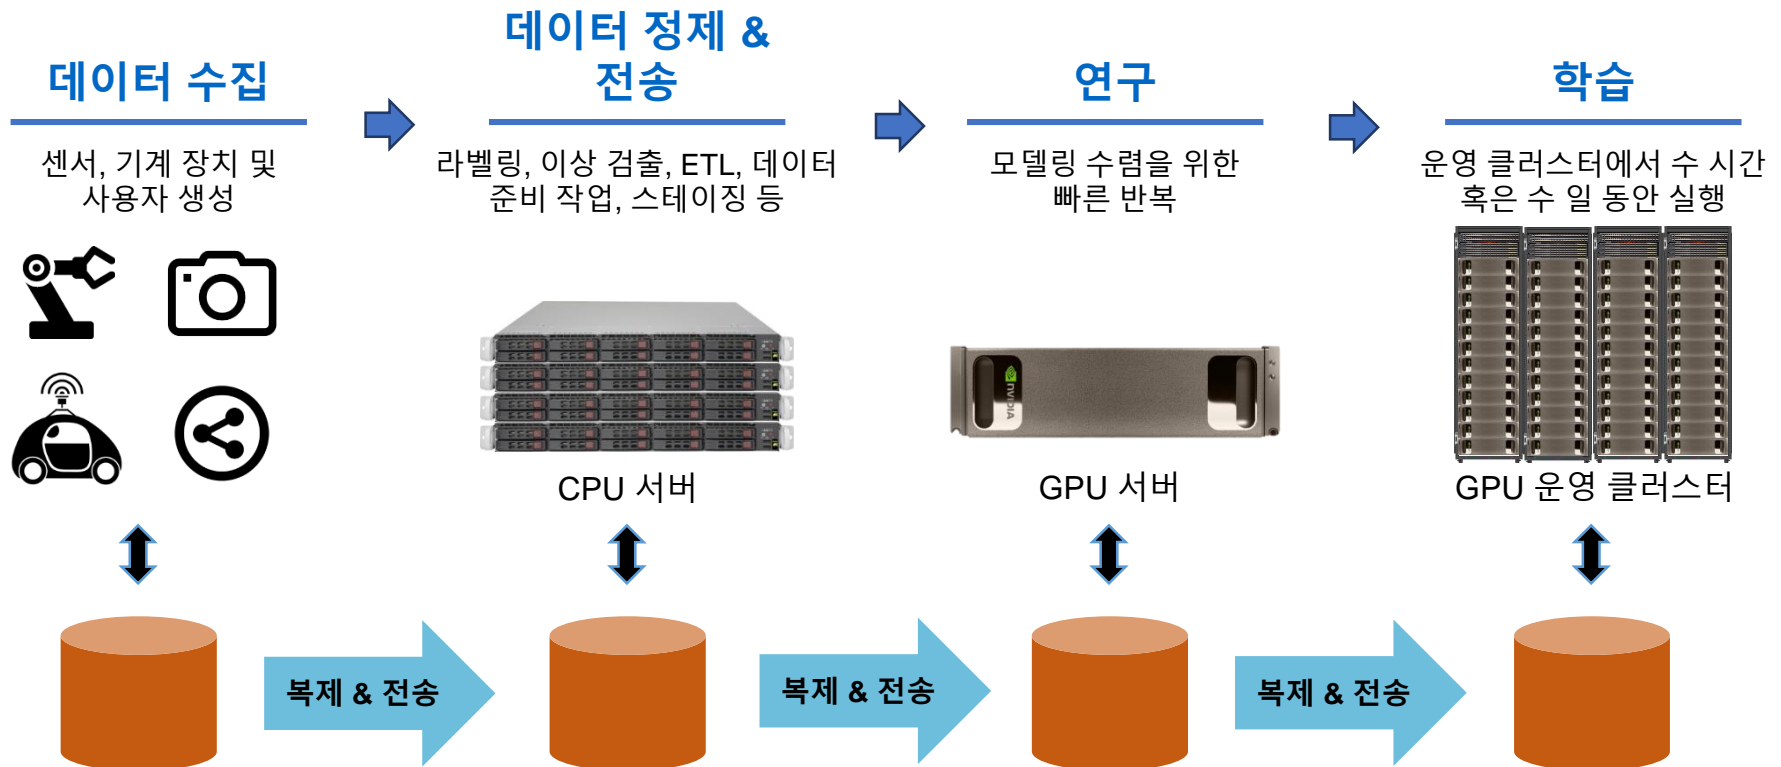 데이터 수집
센서, 기계 장치 및
사용자 생성
데이터 정제 &
전송
라벨링, 이상 검출, ETL, 데이터
준비 작업, 스테이징 등
CPU 서버
연구
모델링 수렴을 위한
빠른 반복
NVIDIA
GPU 서버
학습
운영 클러스터에서 수 시간
혹은 수 일 동안 실행
GPU 운영 클러스터
복제 & 전송
복제 & 전송
복제 & 전송